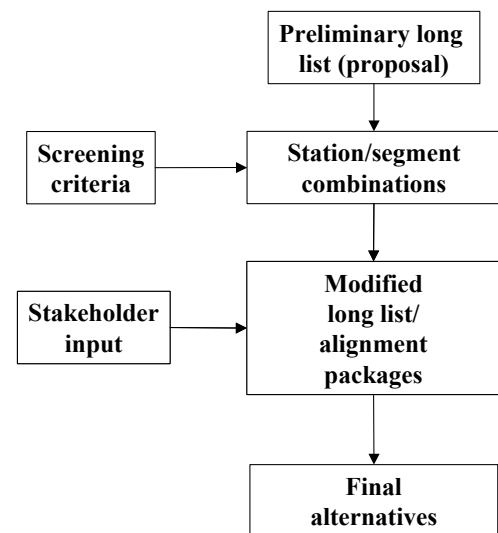 Preliminary long
list (proposal)
Screening
criteria
Station/segment
combinations
Modified
long list/
alignment
packages
Stakeholder
input
Final
alternatives